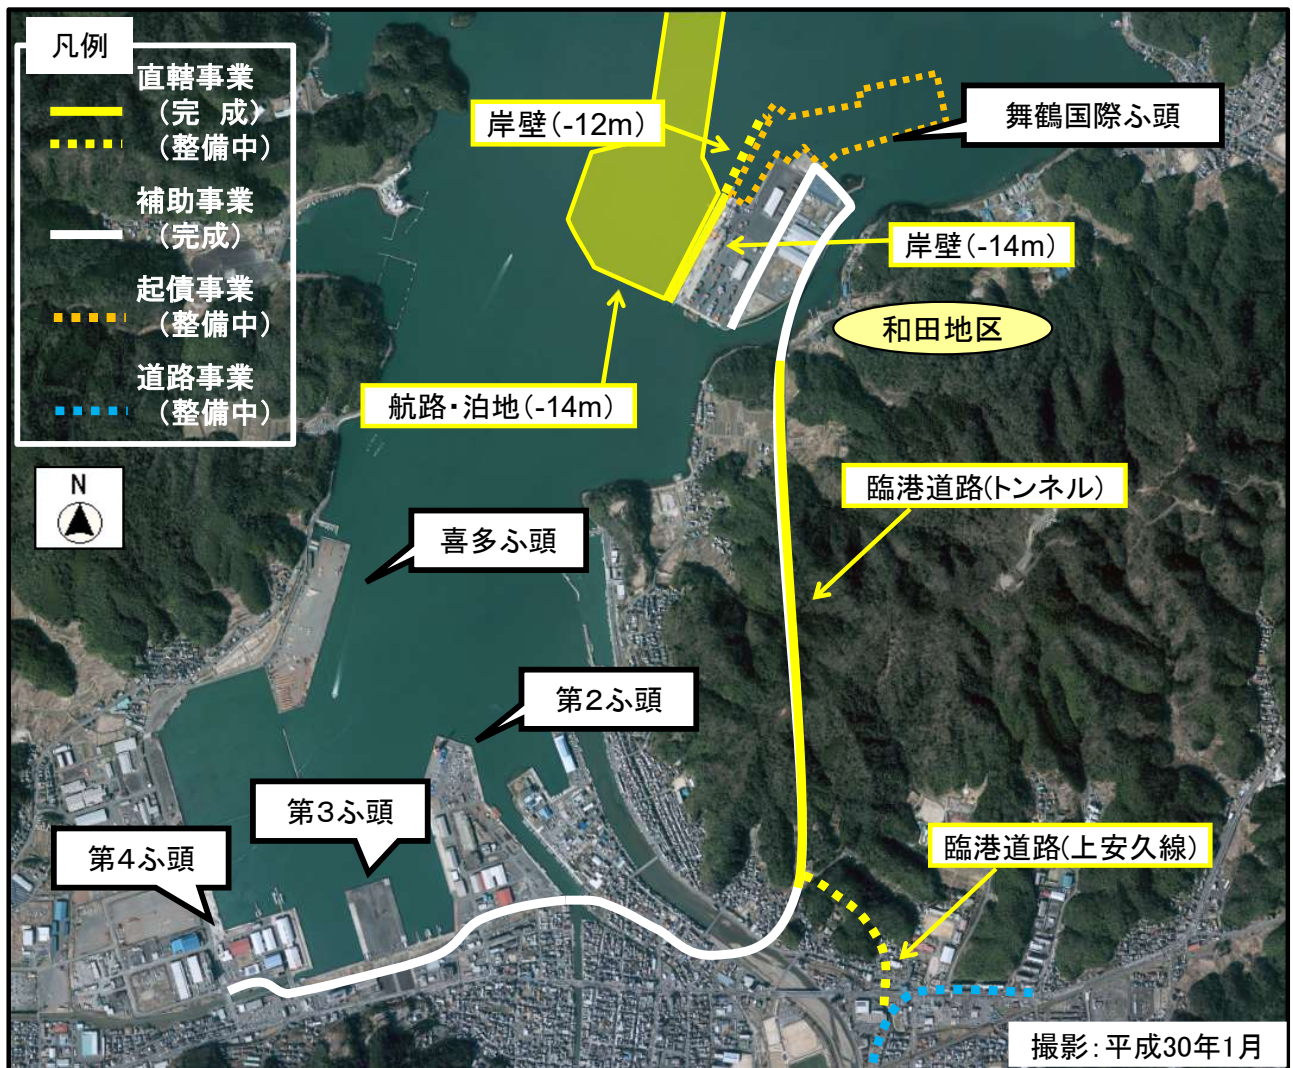 凡例
直轄事業
（完　成）
（整備中）
補助事業
（完成）
起債事業
（整備中）
道路事業
（整備中）
N
岸壁（-12m）
舞鶴国際ふ頭
岸壁（-14m）
和田地区
航路・泊地（-14m）
臨港道路(トンネル)
喜多ふ頭
第２ふ頭
第３ふ頭
第４ふ頭
臨港道路(上安久線)
撮影：平成30年1月